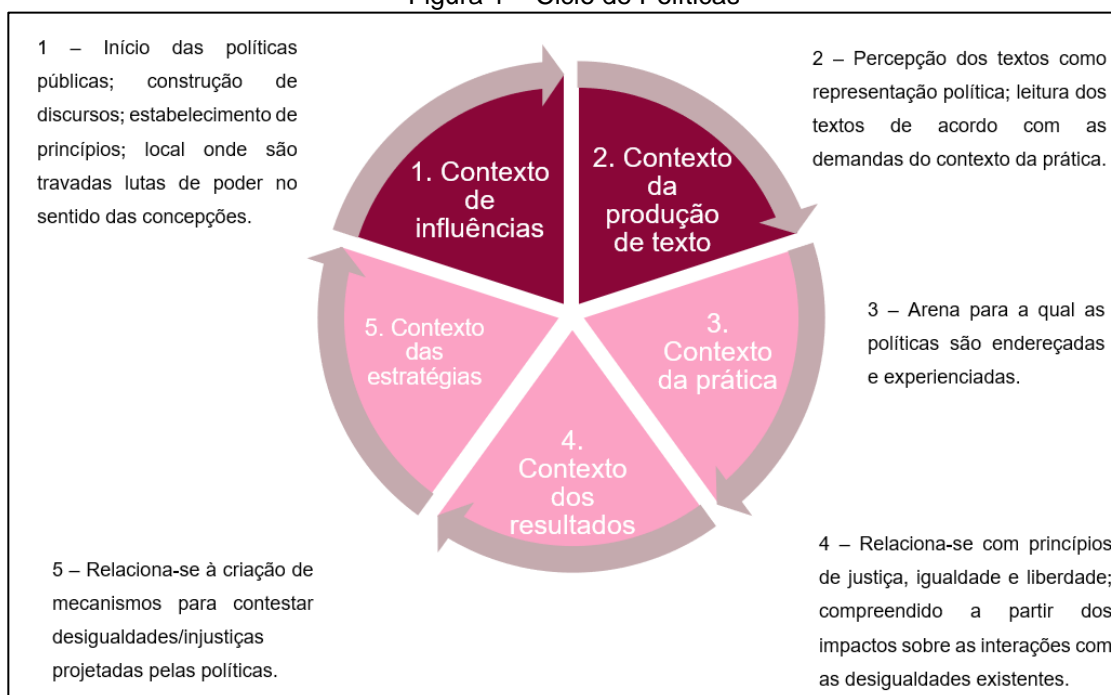 Figura 1 – Ciclo de Políticas
1 – Início das políticas
públicas; construção de
discursos; estabelecimento de
princípios; local onde são
travadas lutas de poder no
sentido das concepções.
2 – Percepção dos textos como
representação política; leitura dos
textos de acordo com as
demandas do contexto da prática.
1. Contexto
de
influências
2. Contexto
da
produção
de texto
3 – Arena para a qual as
políticas são endereçadas
e experienciadas.
3.
Contexto
da prática
4.
Contexto
dos
resultados
5. Contexto
das
estratégias
4 – Relaciona-se com princípios
de justiça, igualdade e liberdade;
compreendido a partir dos
impactos sobre as interações com
as desigualdades existentes.
5 – Relaciona-se à criação de
mecanismos para contestar
desigualdades/injustiças
projetadas pelas políticas.